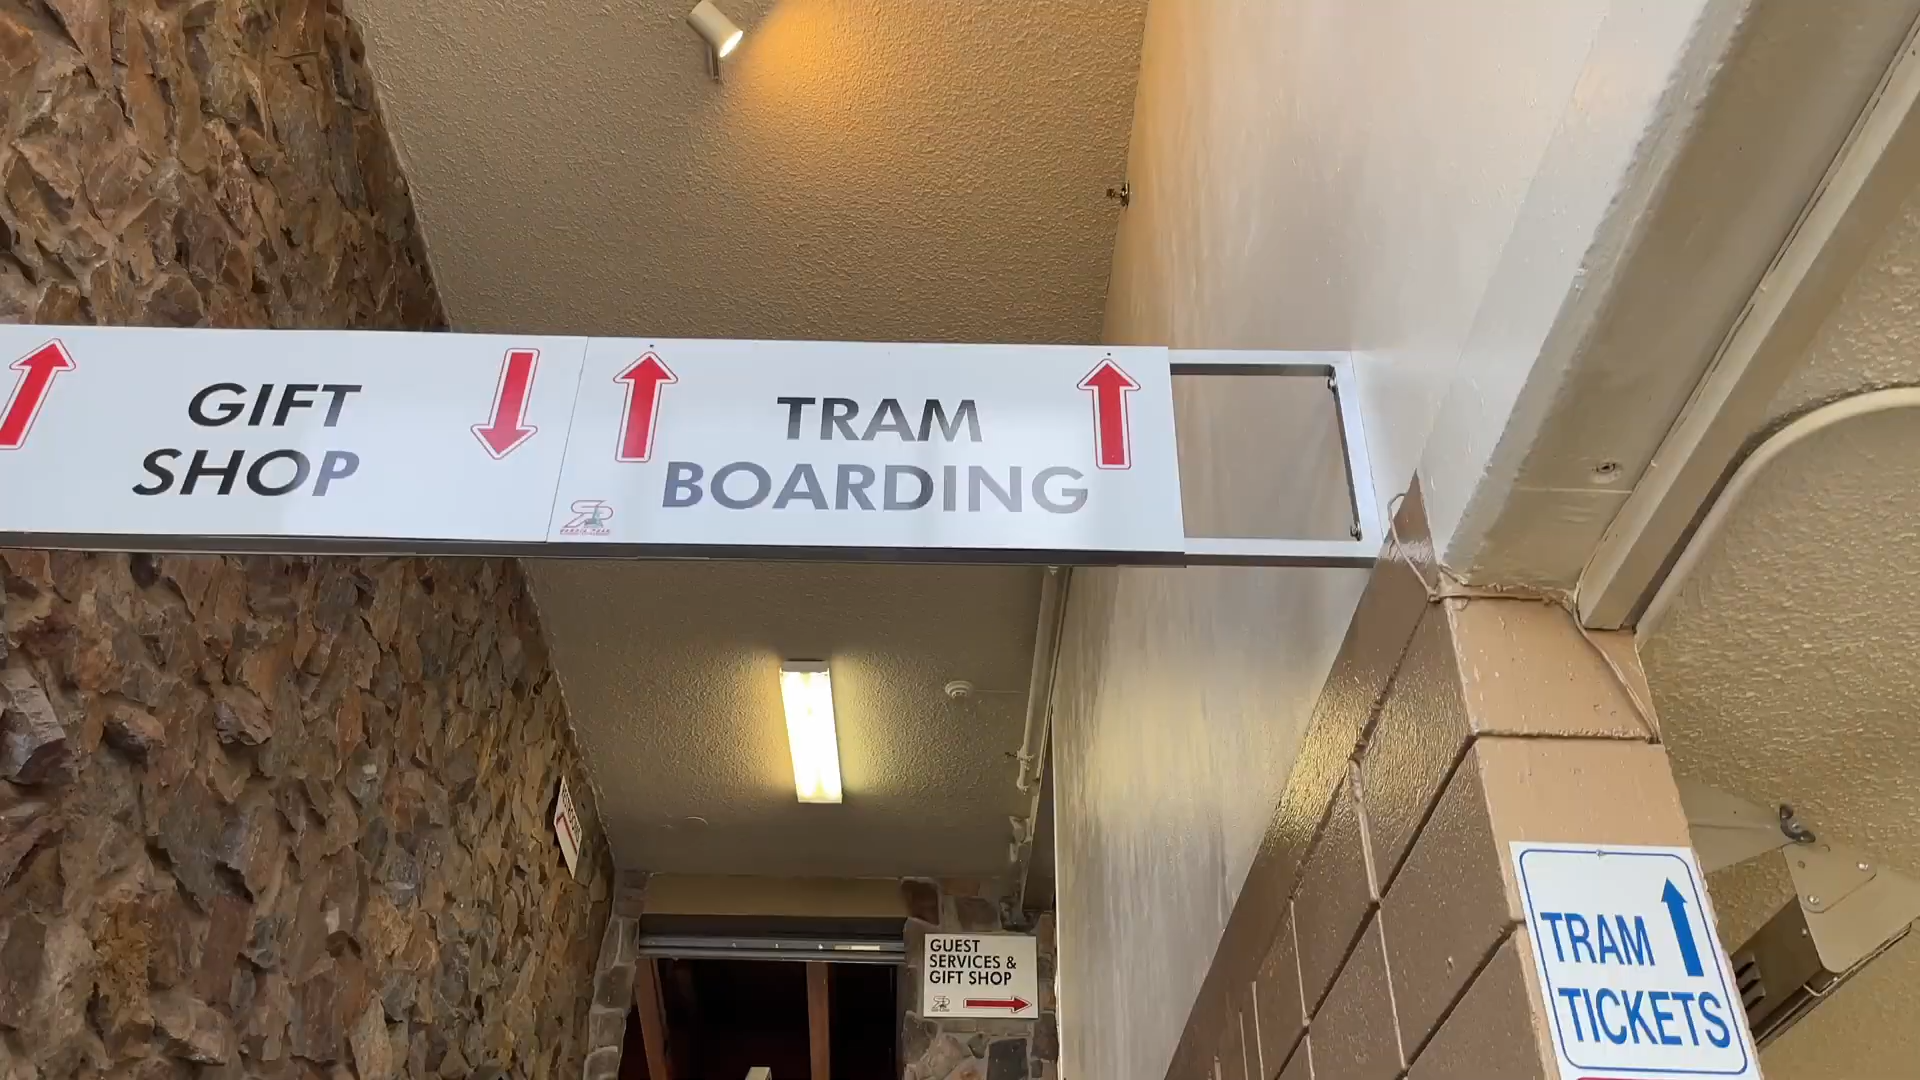 GIFT
SHOP
TRAM
BOARDING
GUEST
SERVICES &
GIFT SHOP
TRAM
TICKETS